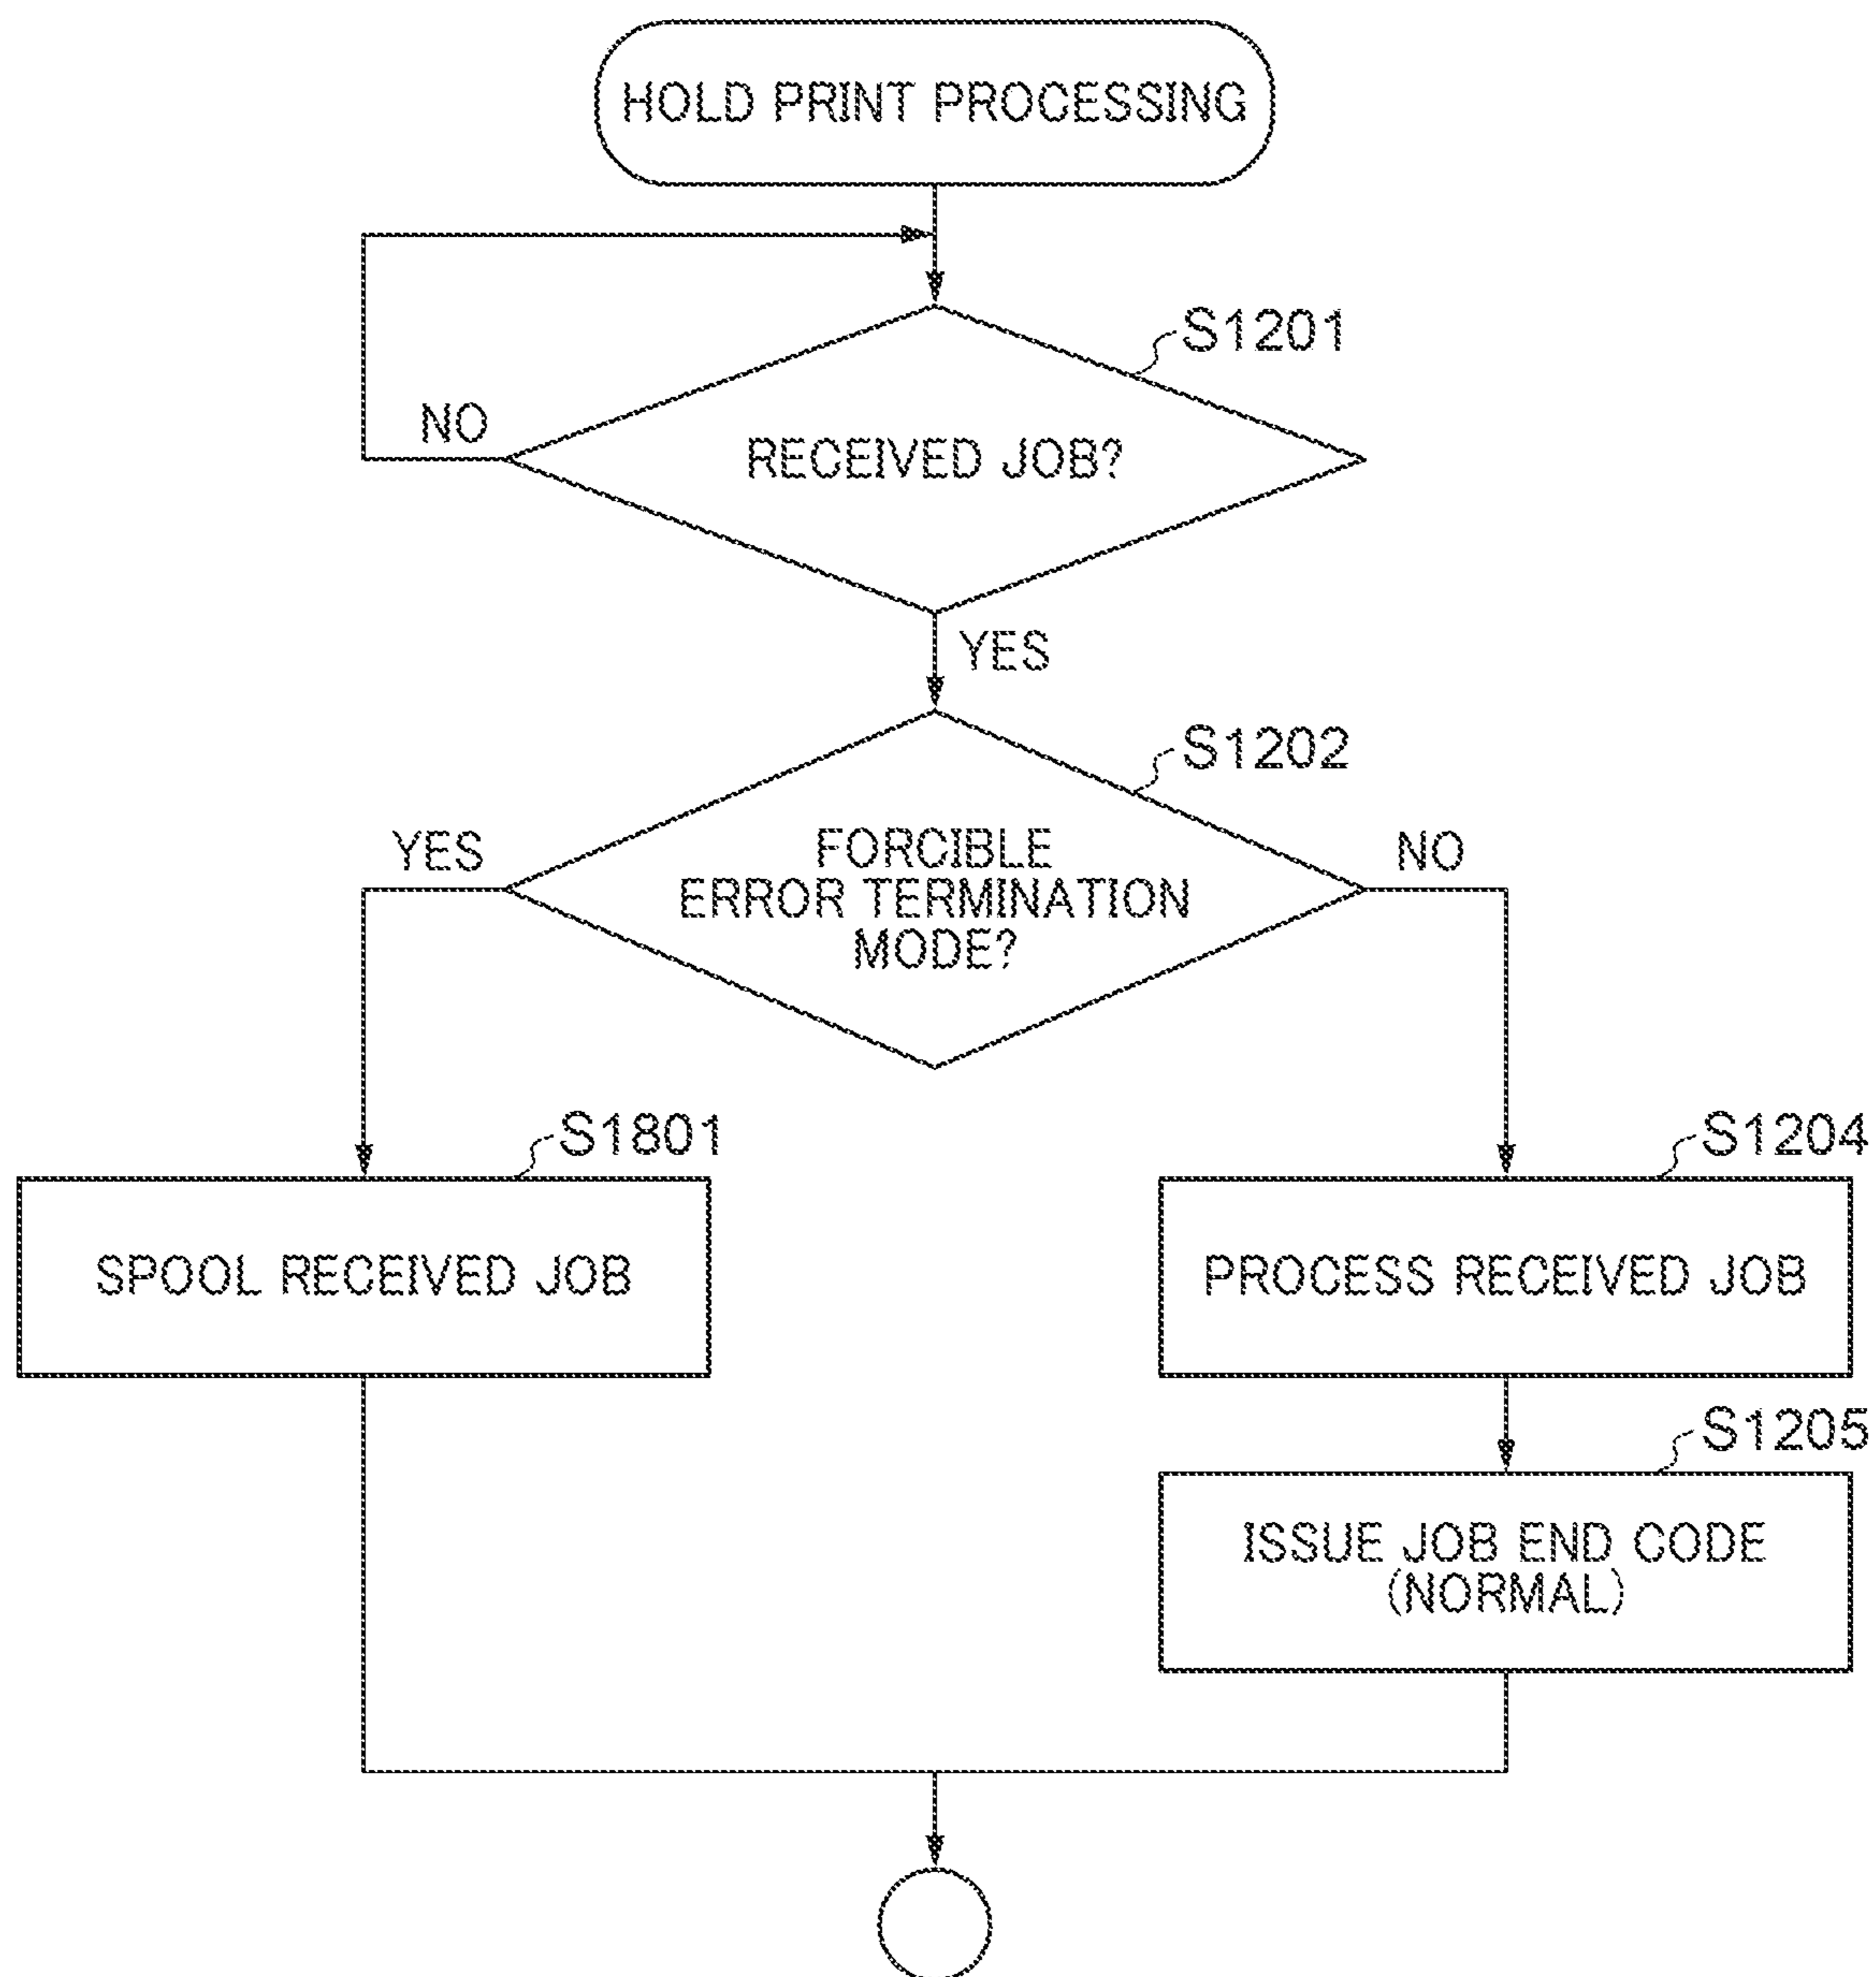 HOLD PRINT PROCESSING
S1201
NO
RECEIVED JOB?
YES
S1202
YES
FORCIBLE
NO
ERROR TERMINATION
MODE?
S1801
S1204
SPOOL RECEIVED JOB
PROCESS RECEIVED JOB
S1205
ISSUE JOB END CODE
(NORMAL)